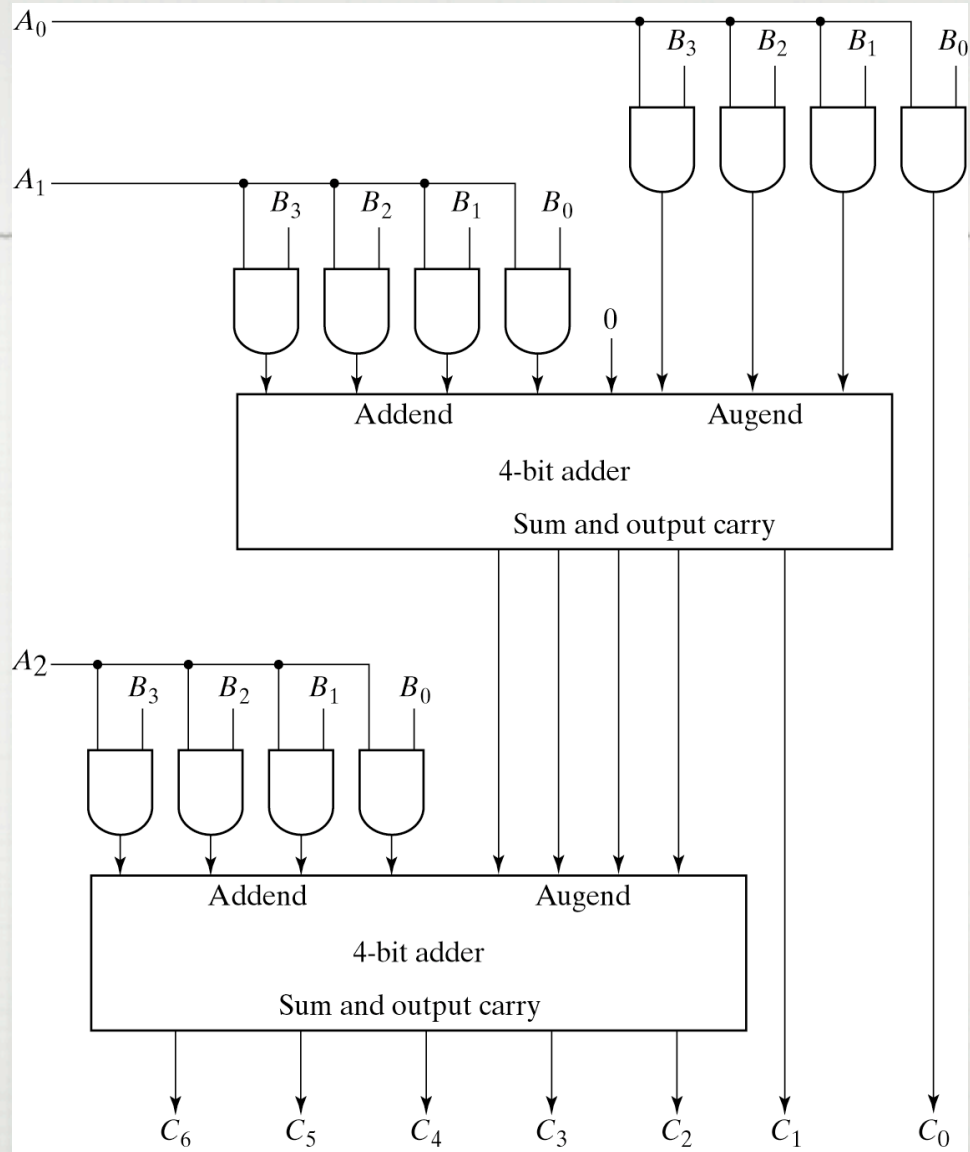 A₀
B₃ B₂ B₁ B₀
A₁
B₃ B₂ B₁ B₀
0
Addend Augend
4-bit adder
Sum and output carry
A₂
B₃ B₂ B₁ B₀
Addend Augend
4-bit adder
Sum and output carry
C₆ C₅ C₄ C₃ C₂ C₁ C₀